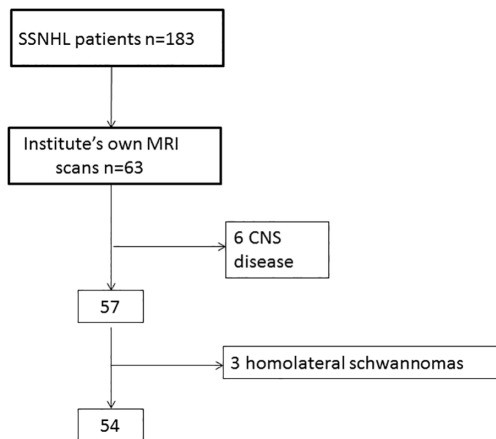 SSNHL patients n=183
Institute's own MRI
scans n=63
6 CNS
disease
57
3 homolateral schwannomas
54